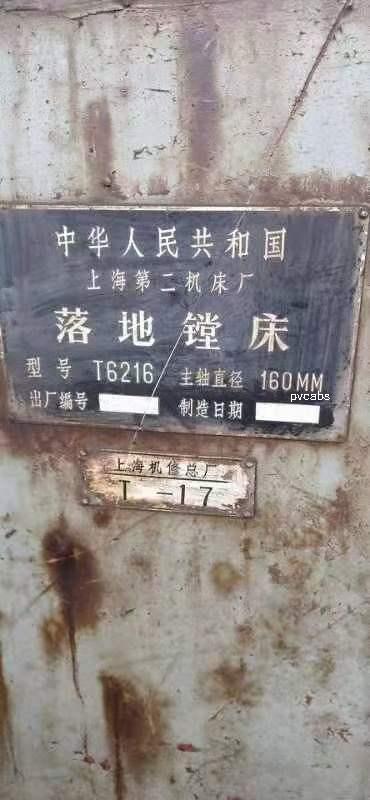 中华人民共和国
上海第二机床厂
落地镗床
型号 T6216 主轴直径 160MM
出厂编号 制造日期
pvcabs
上海机修总厂
I-17